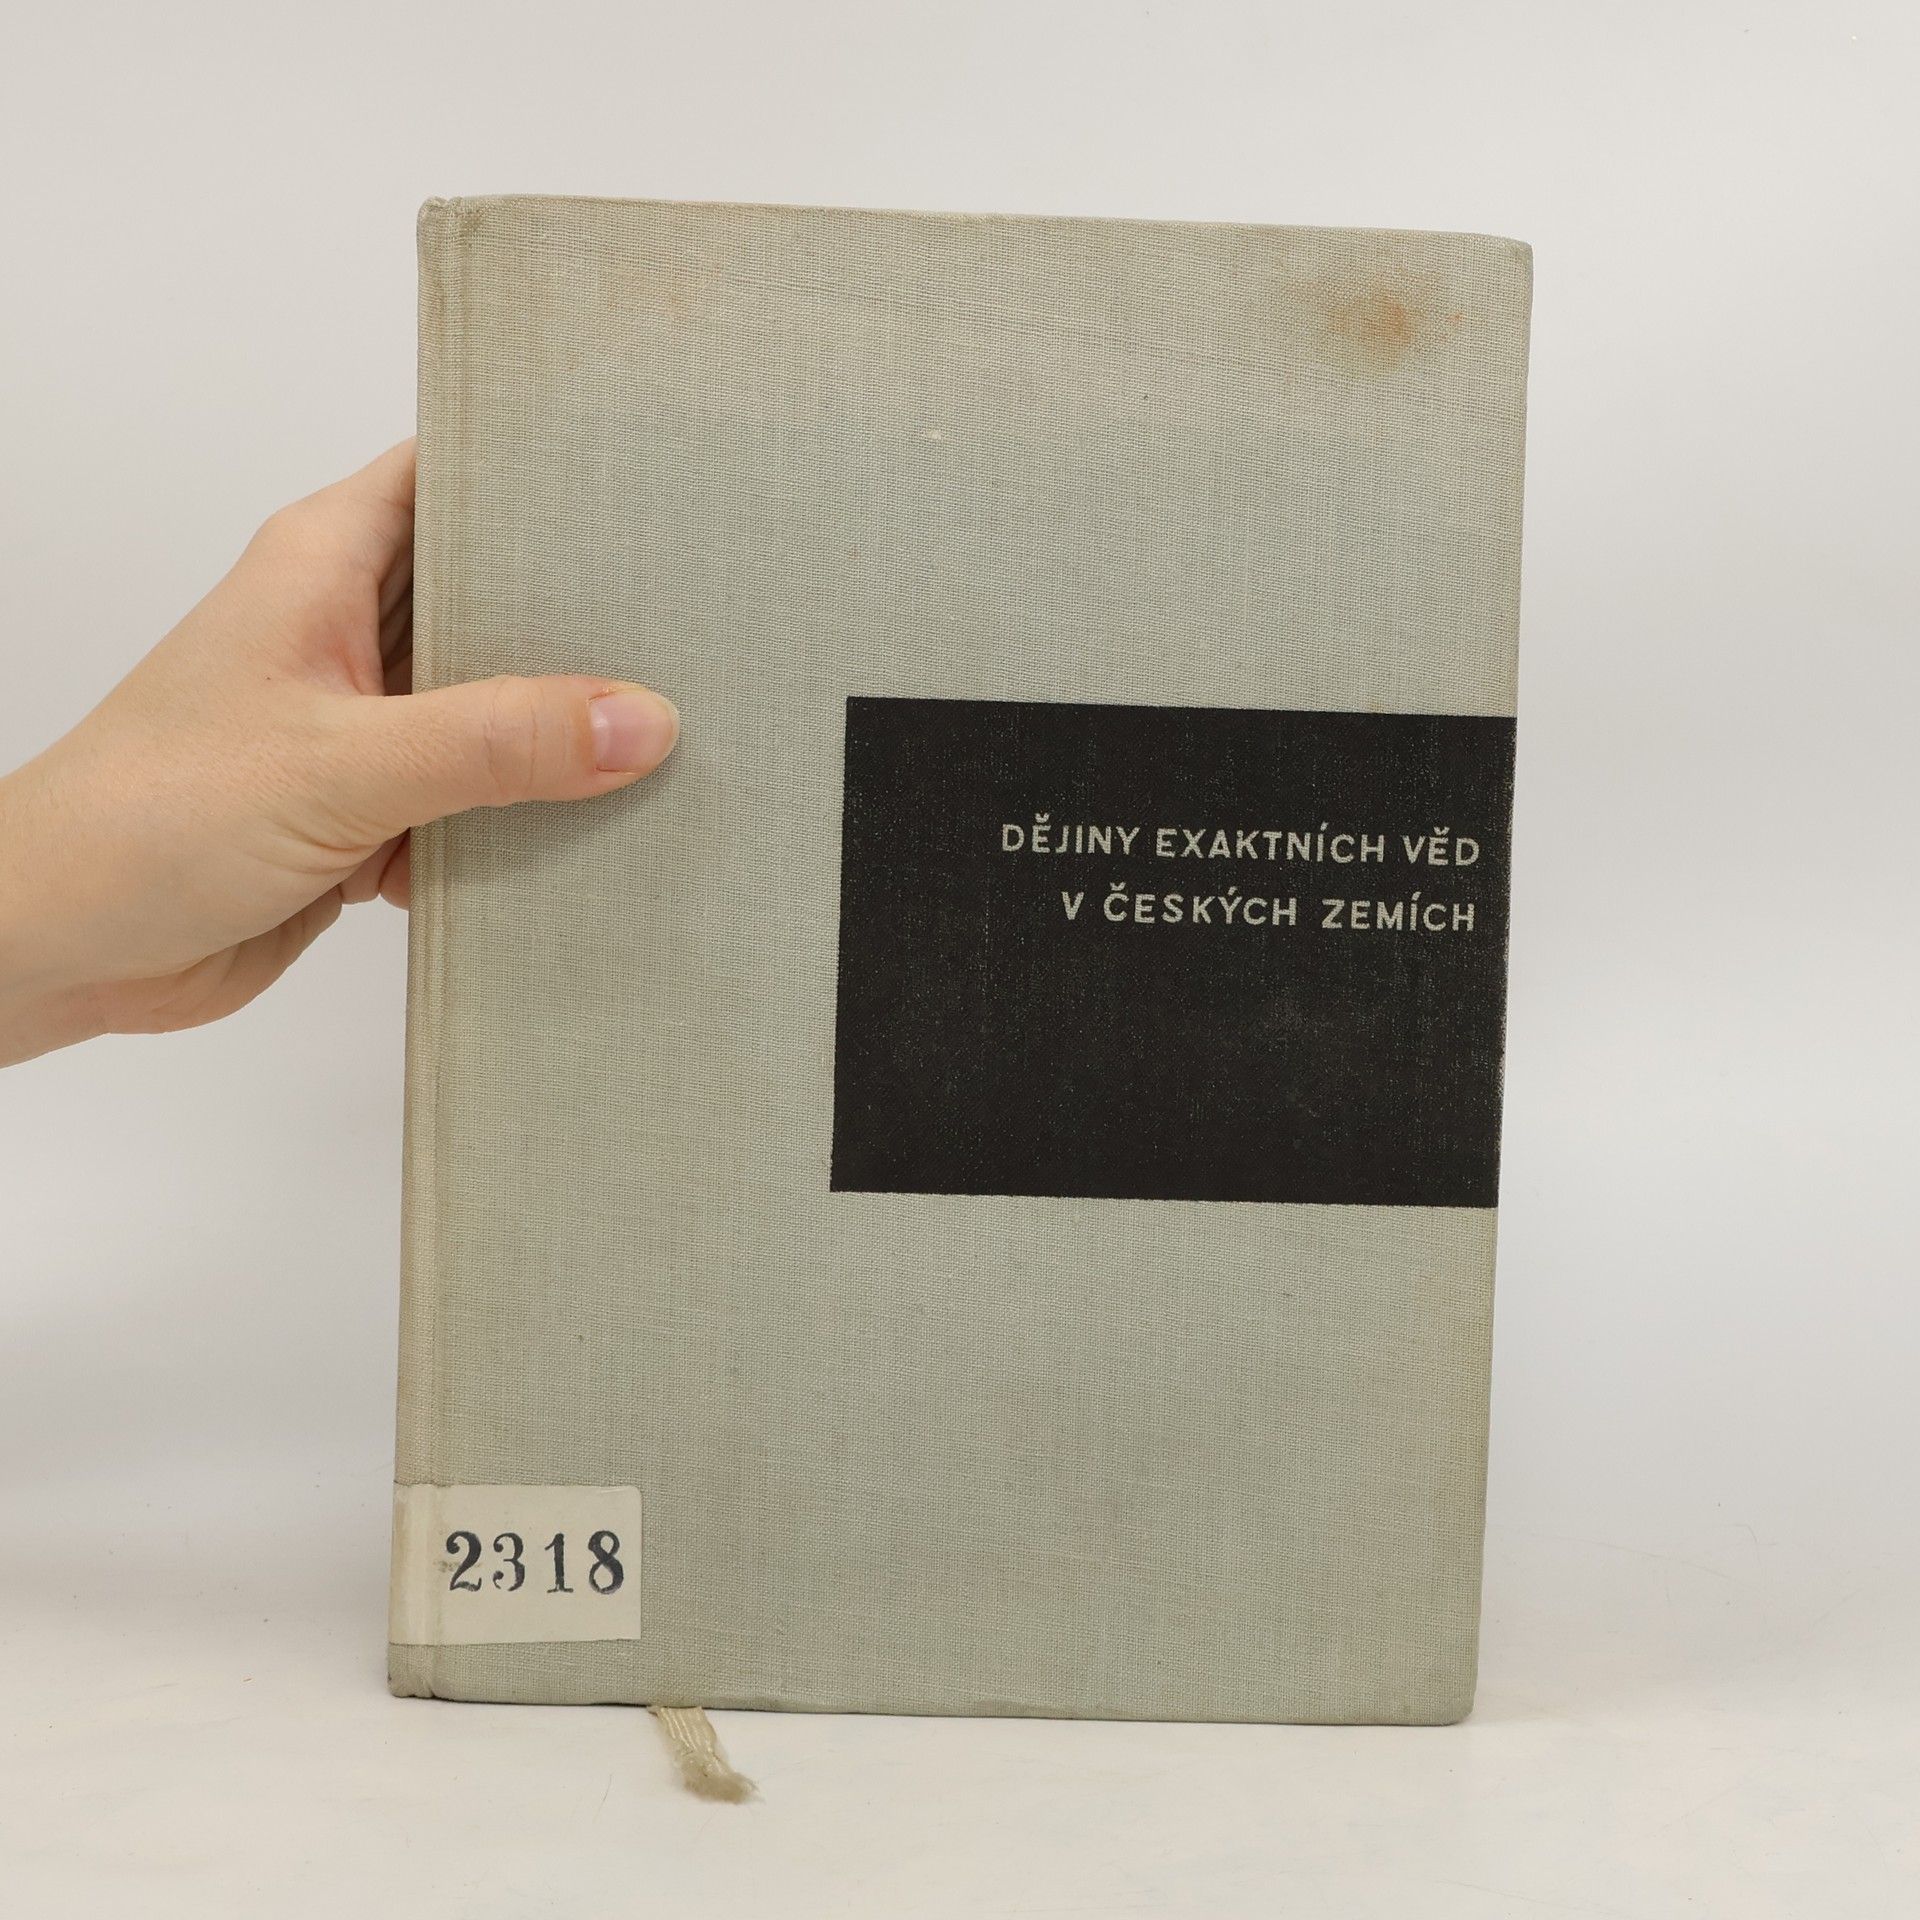 DĚJINY EXAKTNÍCH VĚD
V ČESKÝCH ZEMÍCH
2318